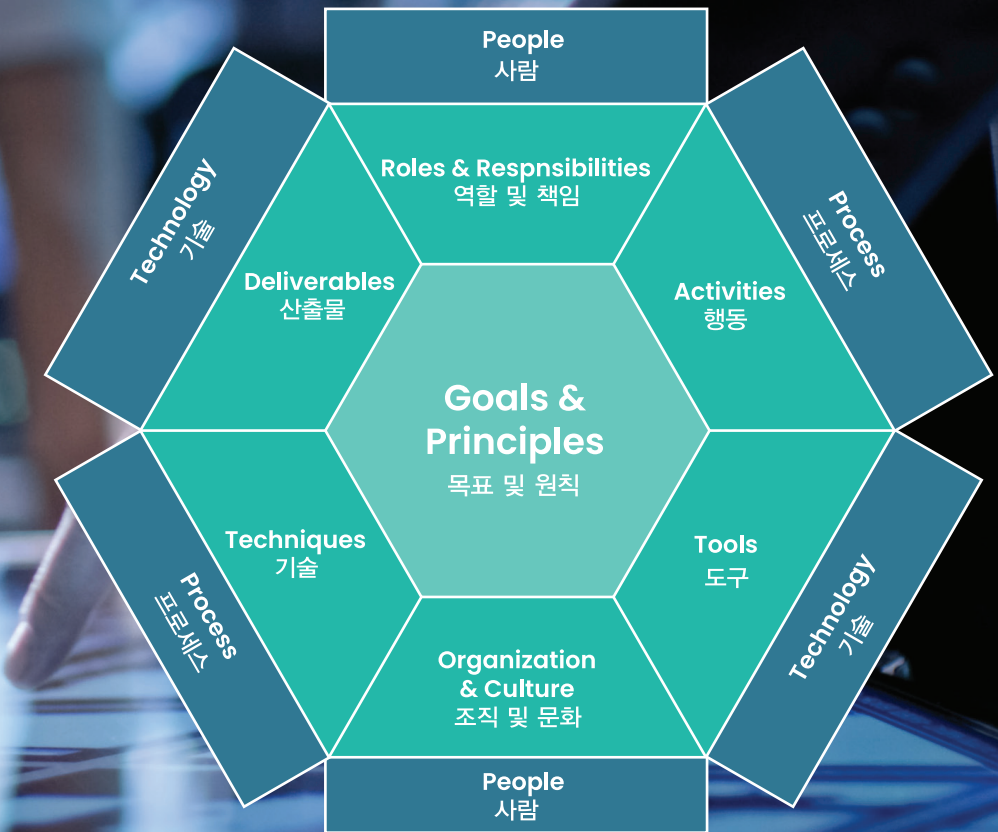 People
사람
Technology
기술
Process
프로세스
Roles & Respnsibilities
역할 및 책임
Deliverables
산출물
Activities
행동
Goals &
Principles
목표 및 원칙
Techniques
기술
Tools
도구
Process
프로세스
Technology
기술
Organization
& Culture
조직 및 문화
People
사람